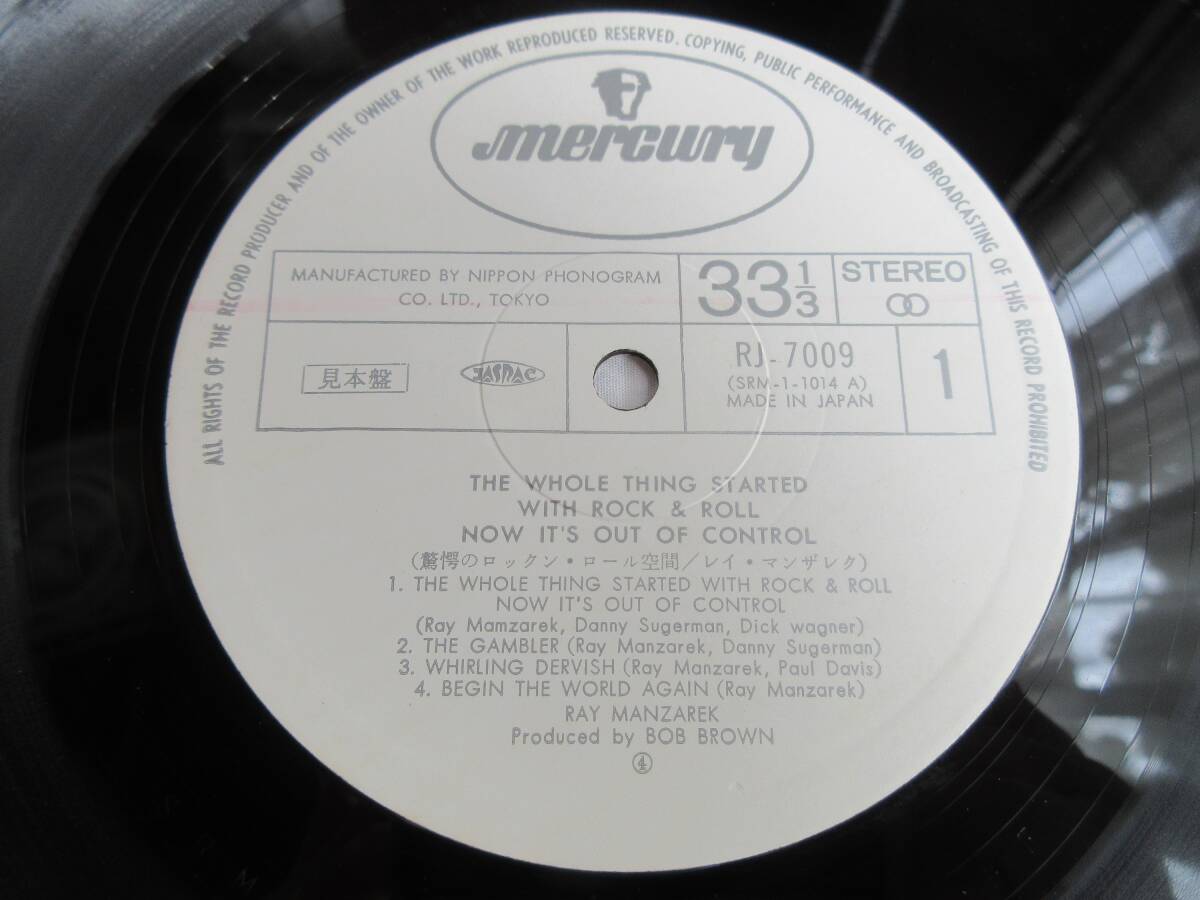 ALL RIGHTS OF THE RECORD PRODUCER AND OF THE OWNER OF THE WORK REPRODUCED RESERVED. COPYING, PUBLIC PERFORMANCE AND BROADCASTING OF THIS RECORD PROHIBITED
mercury
MANUFACTURED BY NIPPON PHONOGRAM
CO. LTD., TOKYO
33 1/3
STEREO
見本盤
JASRAC
RJ-7009
(SRM-1-1014 A)
MADE IN JAPAN
1
THE WHOLE THING STARTED
WITH ROCK & ROLL
NOW IT'S OUT OF CONTROL
(驚愕のロックン・ロール空間/レイ・マンザレク)
1. THE WHOLE THING STARTED WITH ROCK & ROLL
NOW IT'S OUT OF CONTROL
(Ray Mamzarek, Danny Sugerman, Dick wagner)
2. THE GAMBLER (Ray Manzarek, Danny Sugerman)
3. WHIRLING DERVISH (Ray Manzarek, Paul Davis)
4. BEGIN THE WORLD AGAIN (Ray Manzarek)
RAY MANZAREK
Produced by BOB BROWN
④